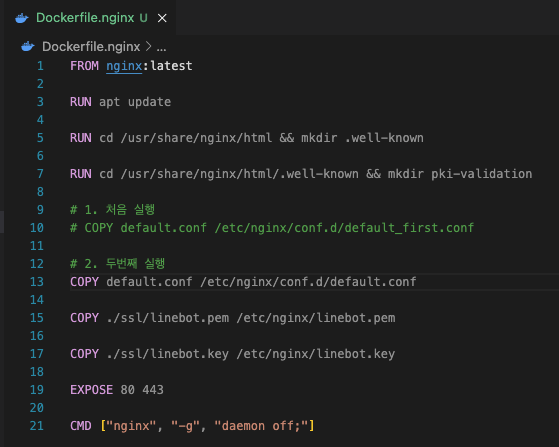 Dockerfile.nginx U ×
Dockerfile.nginx > ...
1 FROM nginx:latest
2
3 RUN apt update
4
5 RUN cd /usr/share/nginx/html && mkdir .well-known
6
7 RUN cd /usr/share/nginx/html/.well-known && mkdir pki-validation
8
9 # 1. 처음 실행
10 # COPY default.conf /etc/nginx/conf.d/default_first.conf
11
12 # 2. 두번째 실행
13 COPY default.conf /etc/nginx/conf.d/default.conf
14
15 COPY ./ssl/linebot.pem /etc/nginx/linebot.pem
16
17 COPY ./ssl/linebot.key /etc/nginx/linebot.key
18
19 EXPOSE 80 443
20
21 CMD ["nginx", "-g", "daemon off;"]